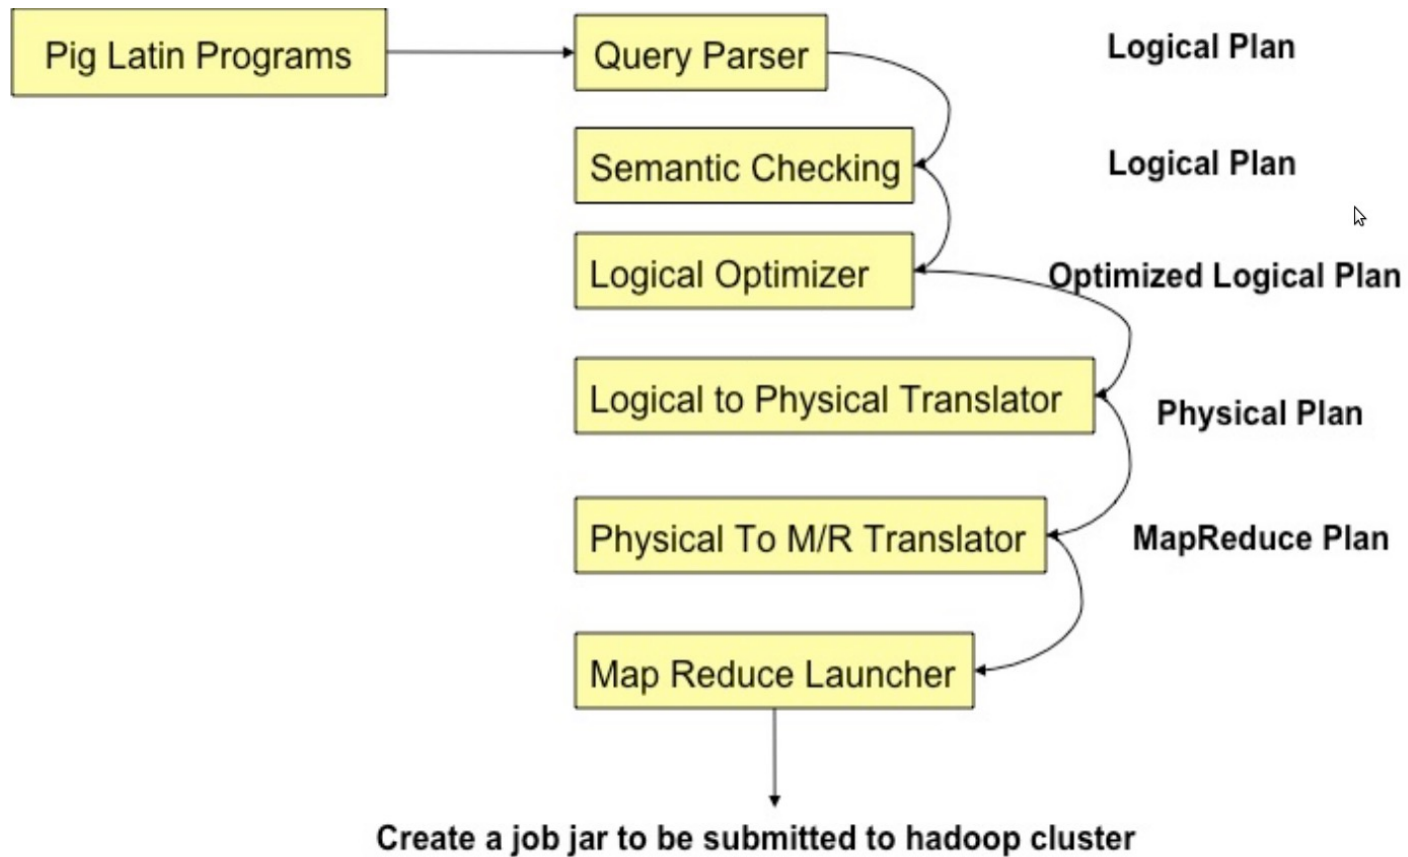 Pig Latin Programs
Query Parser
Logical Plan
Semantic Checking
Logical Plan
Logical Optimizer
Optimized Logical Plan
Logical to Physical Translator
Physical Plan
Physical To M/R Translator
MapReduce Plan
Map Reduce Launcher
Create a job jar to be submitted to hadoop cluster